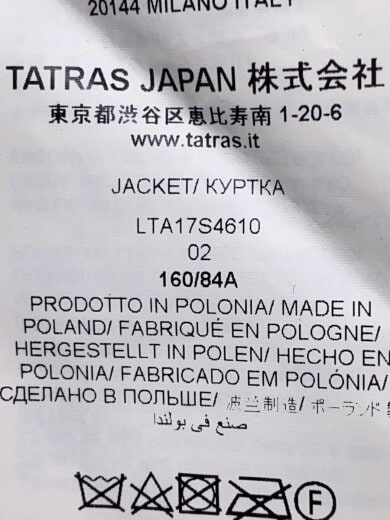 20144 MILANO ITALY
TATRAS JAPAN 株式会社
東京都渋谷区恵比寿南 1-20-6
www.tatras.it
JACKET/ КУРТКА
LTA17S4610
02
160/84A
PRODOTTO IN POLONIA/ MADE IN
POLAND/ FABRIQUÉ EN POLOGNE/
HERGESTELLT IN POLEN/ HECHO EN
POLONIA/ FABRICADO EM POLÓNIA/
СДЕЛАНО В ПОЛЬШЕ/ 波兰制造/ ポーランド製
صنع في بولندا
F